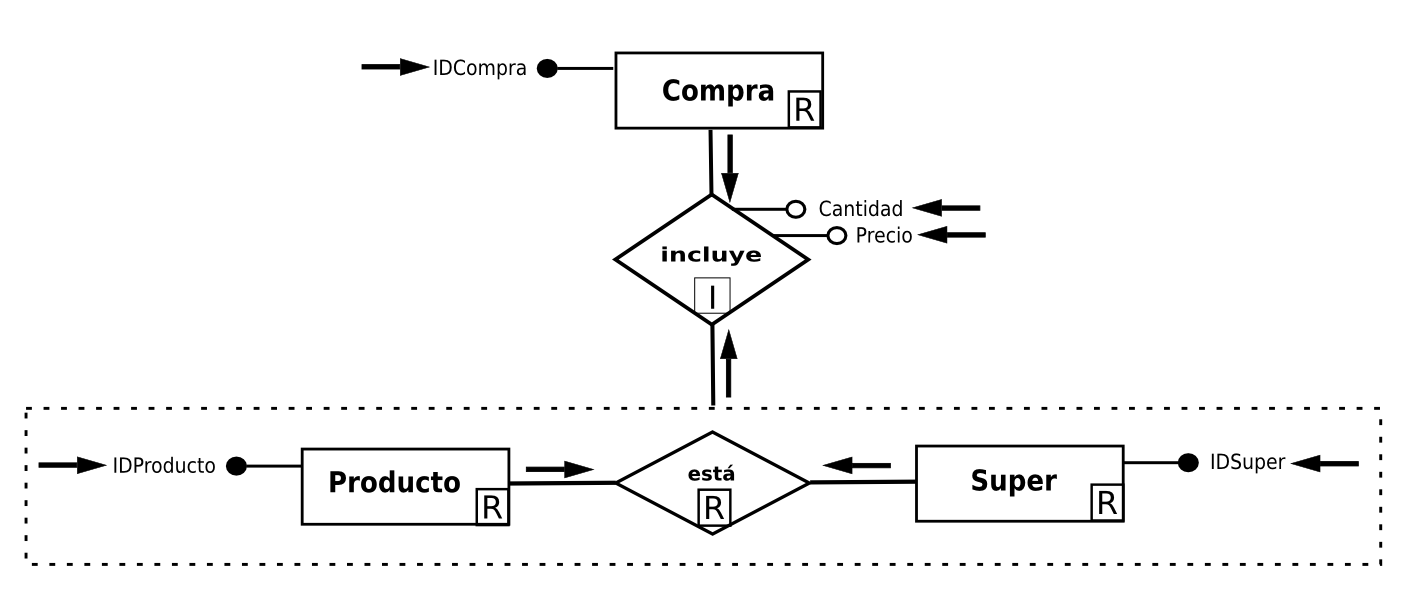 IDCompra
Compra
R
Cantidad
Precio
incluye
I
IDProducto
Producto
R
está
R
Super
R
IDSuper